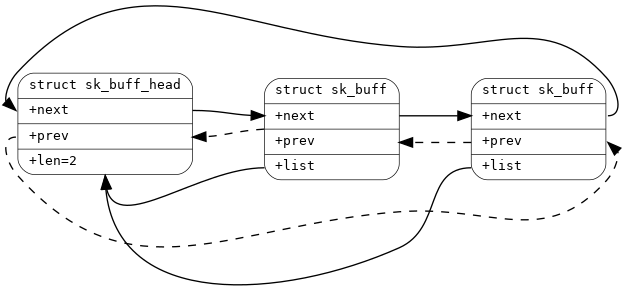 struct sk_buff_head
+next
+prev
+len=2
struct sk_buff
+next
+prev
+list
struct sk_buff
+next
+prev
+list